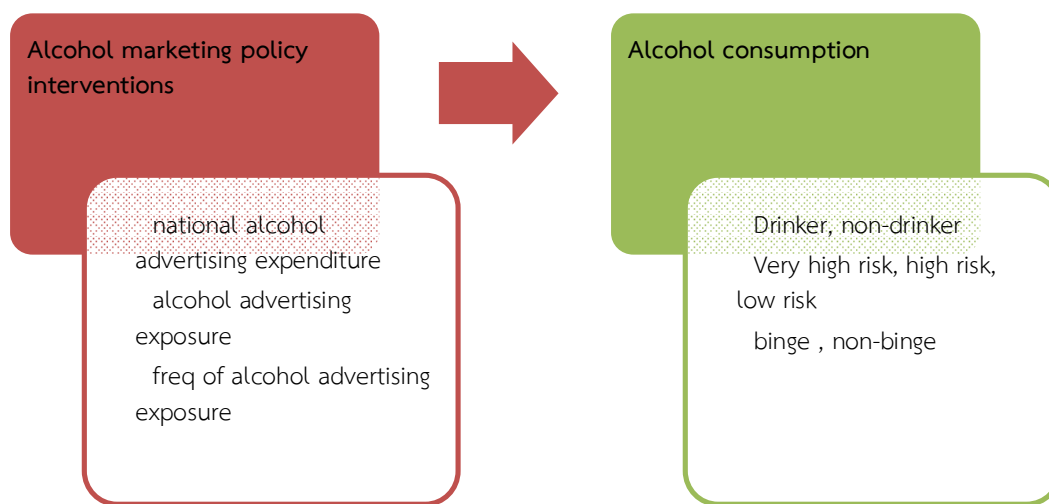 Alcohol marketing policy
interventions
national alcohol
advertising expenditure
alcohol advertising
exposure
freq of alcohol advertising
exposure
Alcohol consumption
Drinker, non-drinker
Very high risk, high risk,
low risk
binge , non-binge